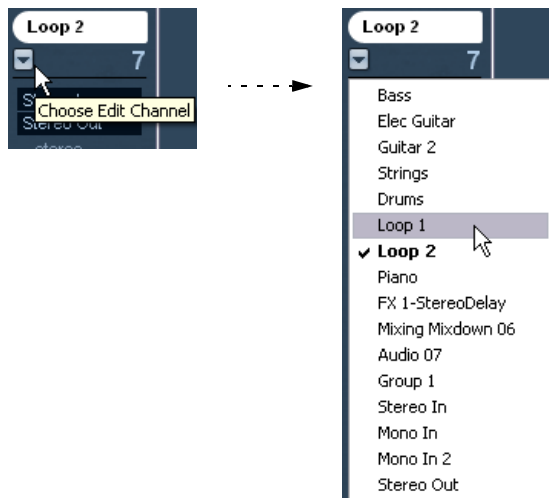 Loop 2
7
Choose Edit Channel
Stereo Out
stereo
Loop 2
7
Bass
Elec Guitar
Guitar 2
Strings
Drums
Loop 1
Loop 2
Piano
FX 1-StereoDelay
Mixing Mixdown 06
Audio 07
Group 1
Stereo In
Mono In
Mono In 2
Stereo Out